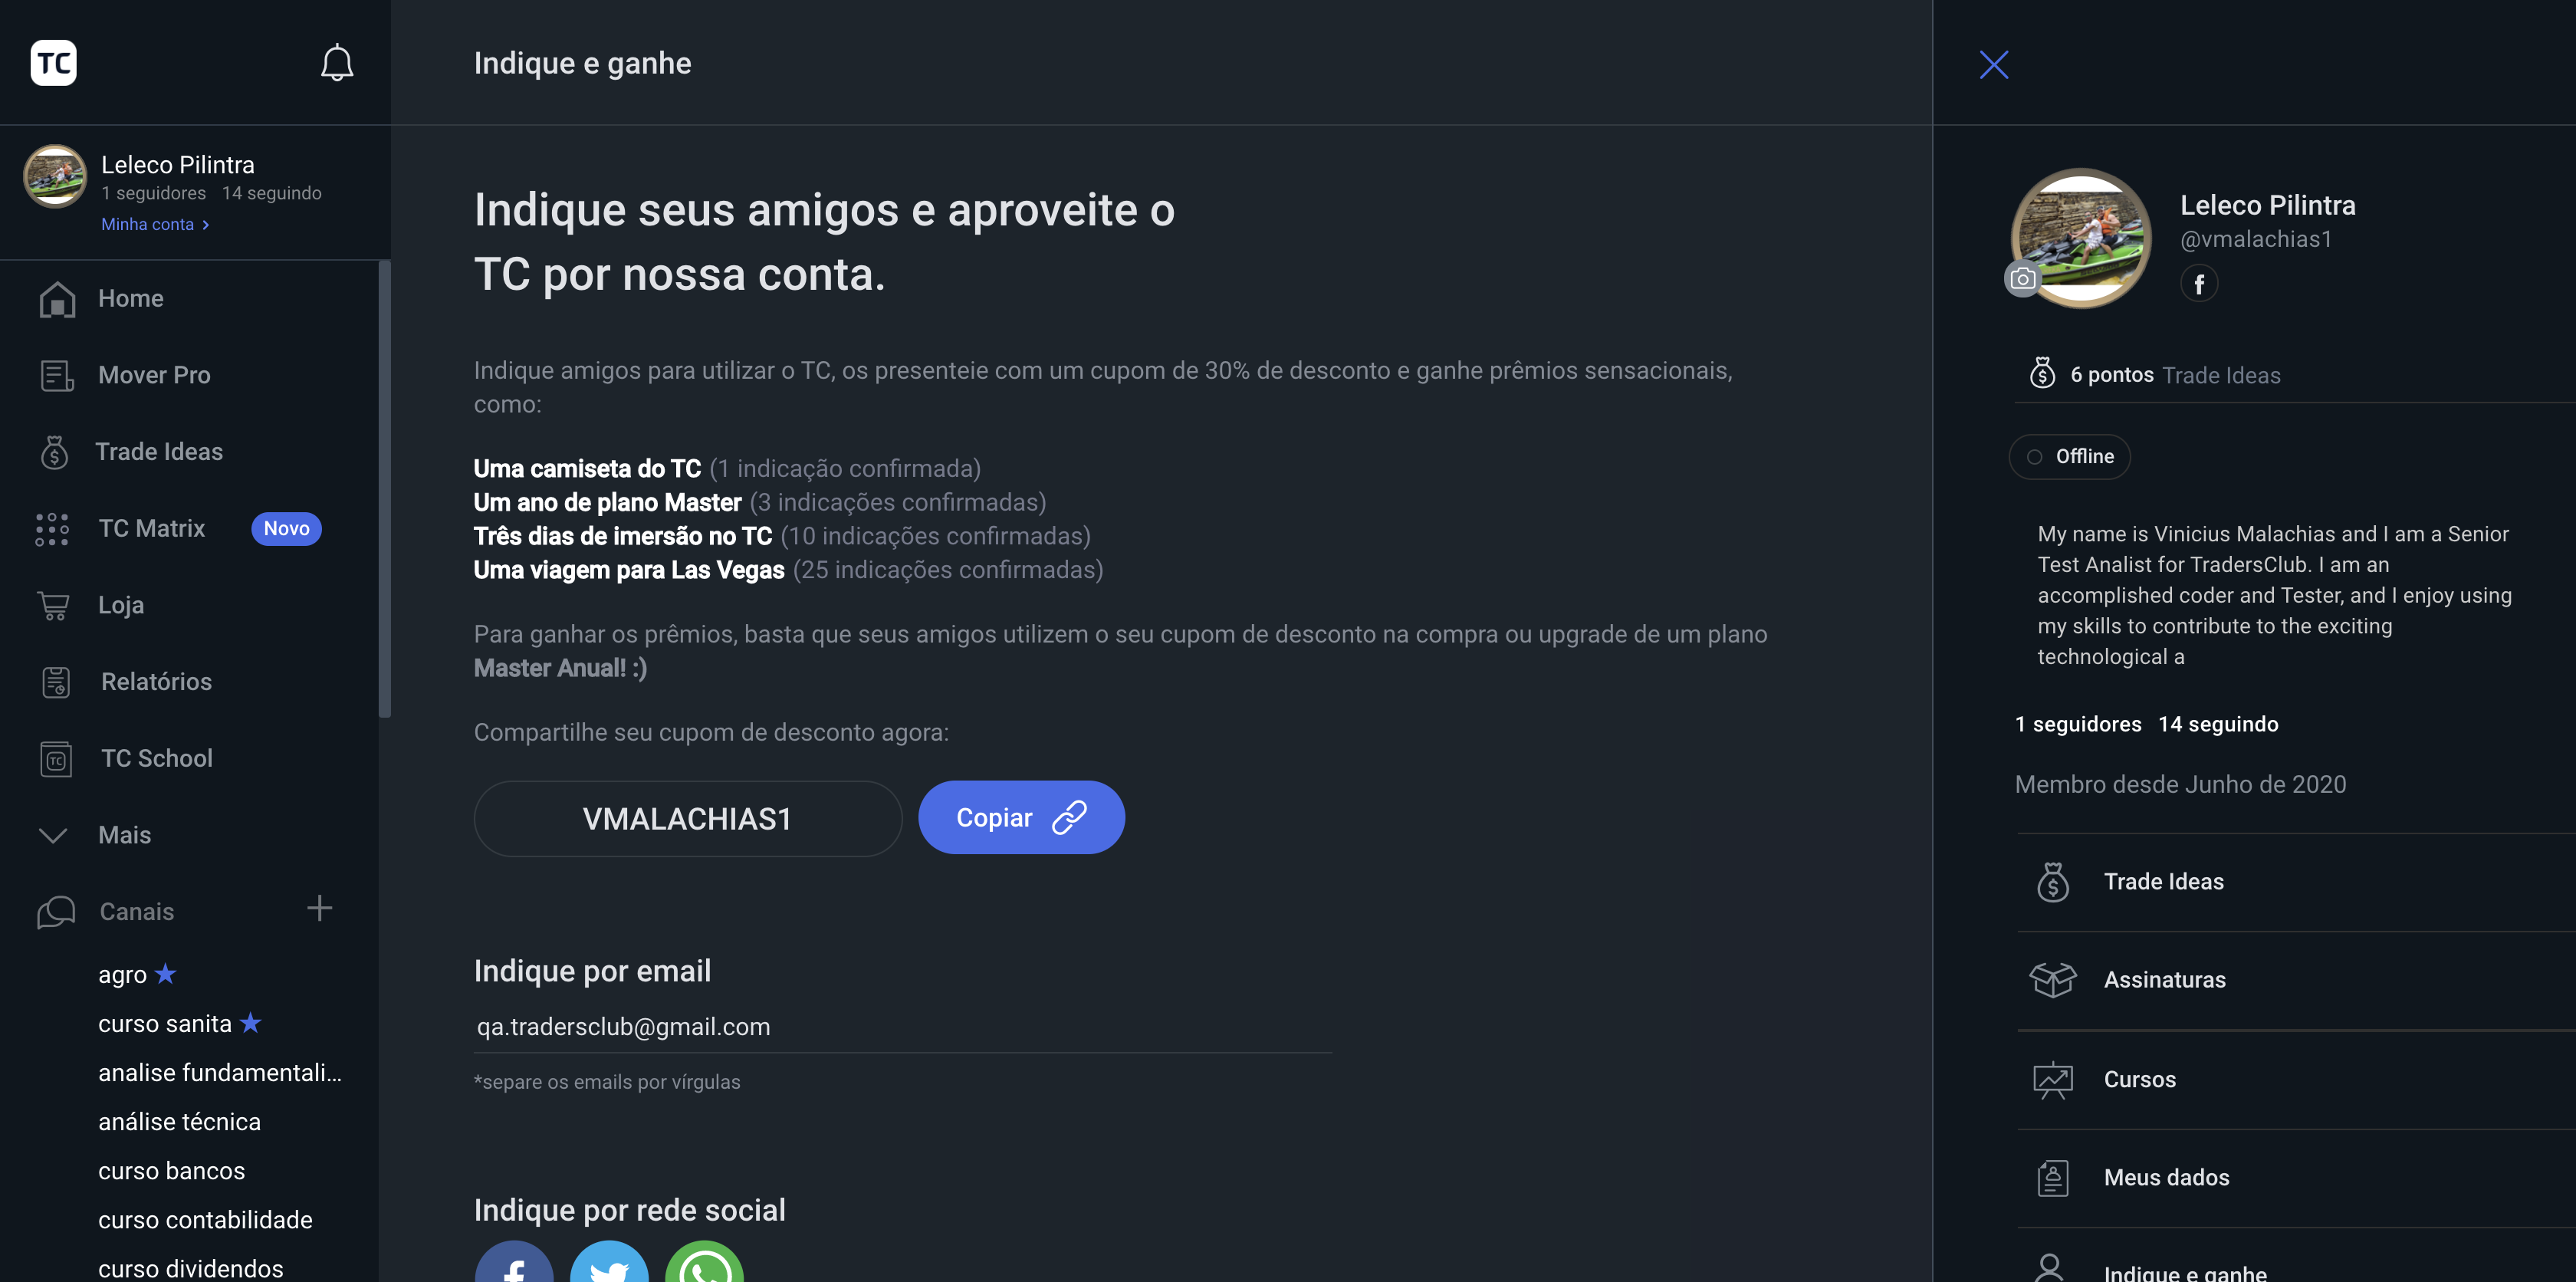 TC
Leleco Pilintra
1 seguidores 14 seguindo
Minha conta
Home
Mover Pro
Trade Ideas
TC Matrix Novo
Loja
Relatórios
TC
TC School
Mais
Canais
agro
curso sanita
analise fundamentali...
análise técnica
curso bancos
curso contabilidade
curso dividendos
Indique e ganhe
Indique seus amigos e aproveite o
TC por nossa conta.
Indique amigos para utilizar o TC, os presenteie com um cupom de 30% de desconto e ganhe prêmios sensacionais,
como:
Uma camiseta do TC (1 indicação confirmada)
Um ano de plano Master (3 indicações confirmadas)
Três dias de imersão no TC (10 indicações confirmadas)
Uma viagem para Las Vegas (25 indicações confirmadas)
Para ganhar os prêmios, basta que seus amigos utilizem o seu cupom de desconto na compra ou upgrade de um plano
Master Anual! :)
Compartilhe seu cupom de desconto agora:
VMALACHIAS1
Copiar
Indique por email
qa.tradersclub@gmail.com
*separe os emails por vírgulas
Indique por rede social
Leleco Pilintra
@vmalachias1
6 pontos Trade Ideas
Offline
My name is Vinicius Malachias and I am a Senior
Test Analist for TradersClub. I am an
accomplished coder and Tester, and I enjoy using
my skills to contribute to the exciting
technological a
1 seguidores 14 seguindo
Membro desde Junho de 2020
Trade Ideas
Assinaturas
Cursos
Meus dados
Indique e ganhe